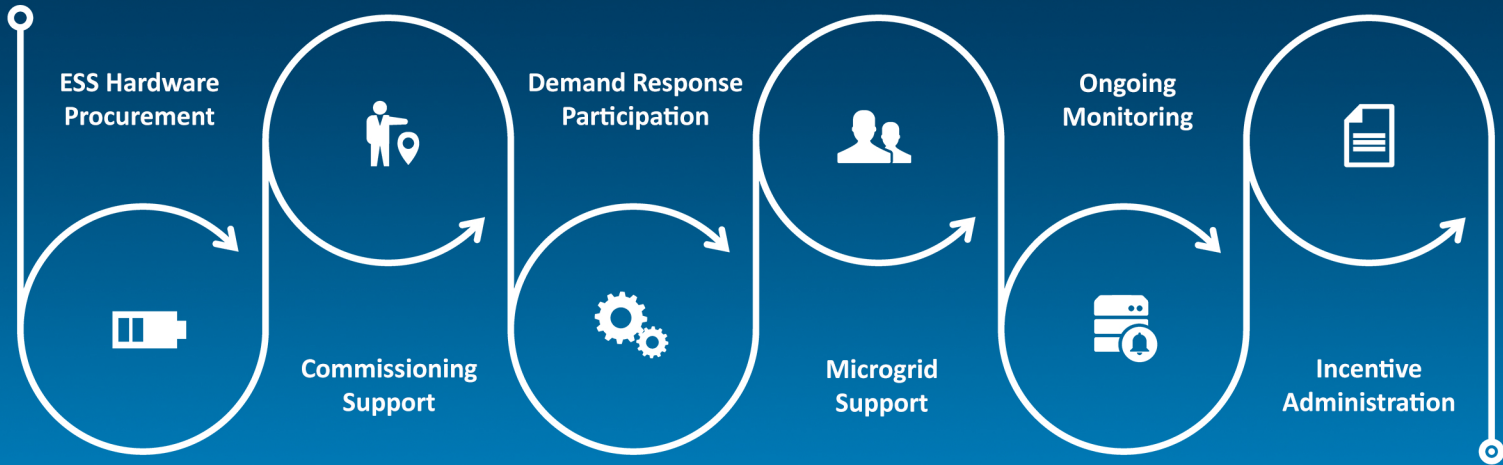 ESS Hardware
Procurement
Commissioning
Support
Demand Response
Participation
Microgrid
Support
Ongoing
Monitoring
Incentive
Administration